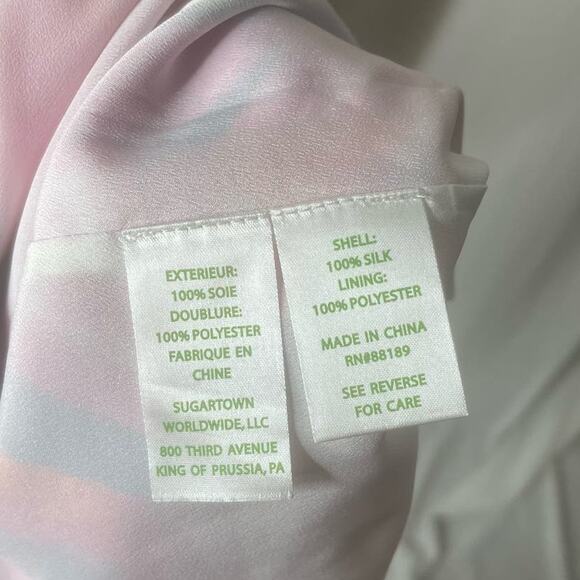 EXTERIEUR:
100% SOIE
DOUBLURE:
100% POLYESTER
FABRIQUE EN
CHINE
SUGARTOWN
WORLDWIDE, LLC
800 THIRD AVENUE
KING OF PRUSSIA, PA
SHELL:
100% SILK
LINING:
100% POLYESTER
MADE IN CHINA
RN#88189
SEE REVERSE
FOR CARE